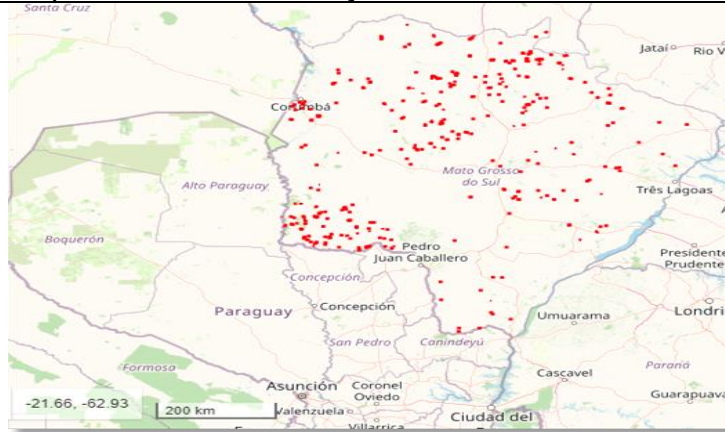 Santa Cruz
Jataí
Rio V
Corumbá
Alto Paraguay
Mato Grosso
do Sul
Três Lagoas
Boquerón
Pedro
Juan Caballero
Presidente
Prudente
Concepción
Paraguay
Concepción
Umuarama
Londri
San Pedro
Canindeyú
Formosa
Cascavel
Paraná
Asunción
Coronel
Oviedo
Guarapuava
-21.66, -62.93
200 km
Valenzuela
Ciudad del
Villarrica